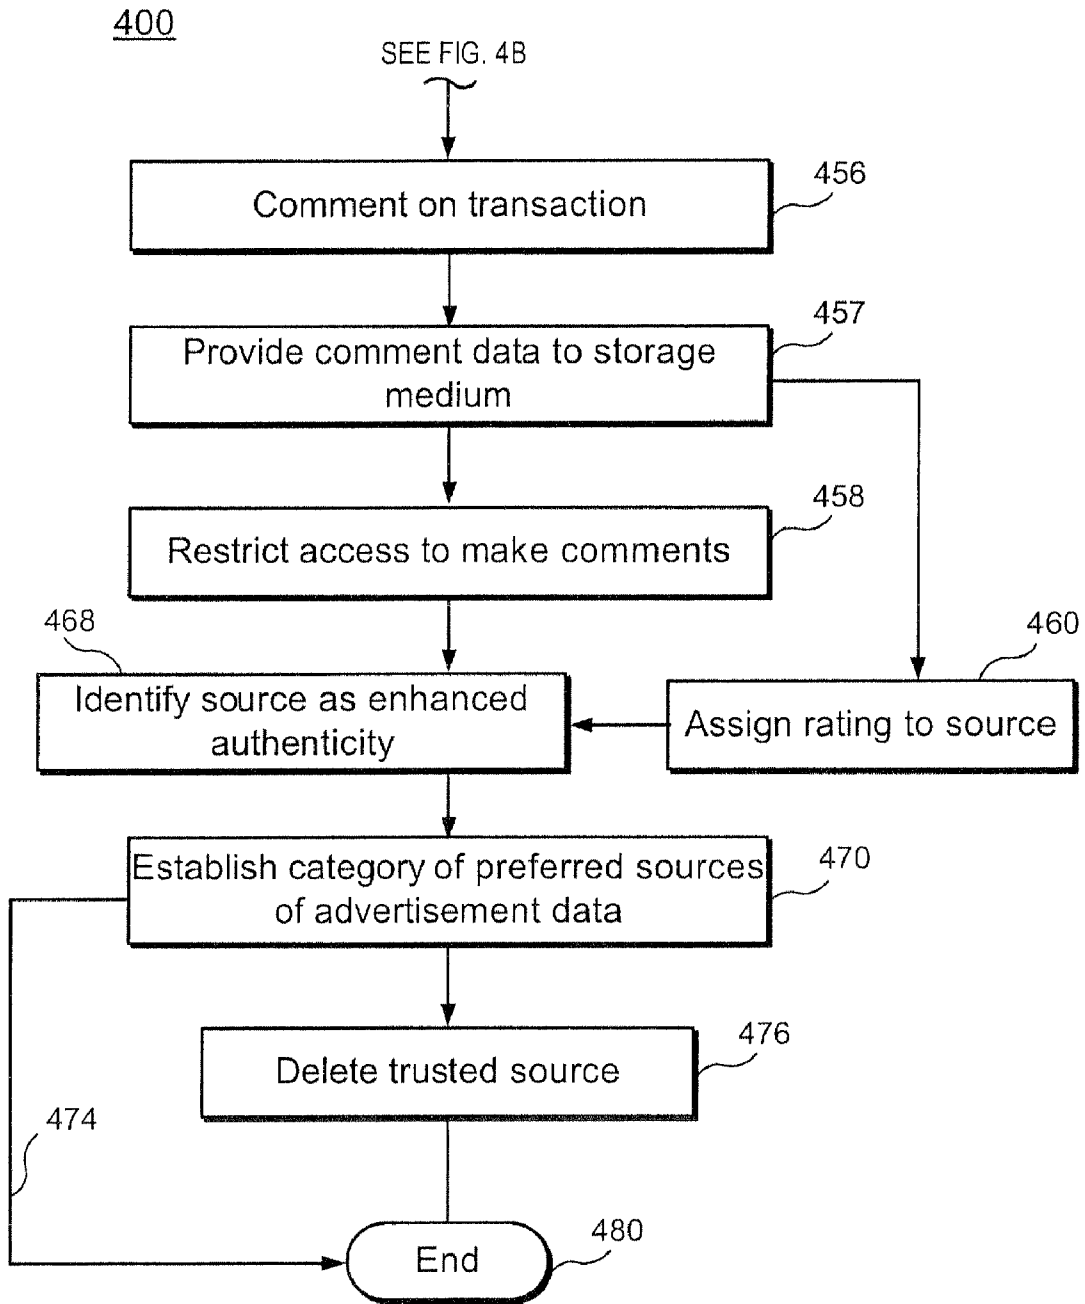 400
SEE FIG. 4B
456
Comment on transaction
457
Provide comment data to storage
medium
458
Restrict access to make comments
468
460
Identify source as enhanced
authenticity
Assign rating to source
470
Establish category of preferred sources
of advertisement data
476
Delete trusted source
474
480
End